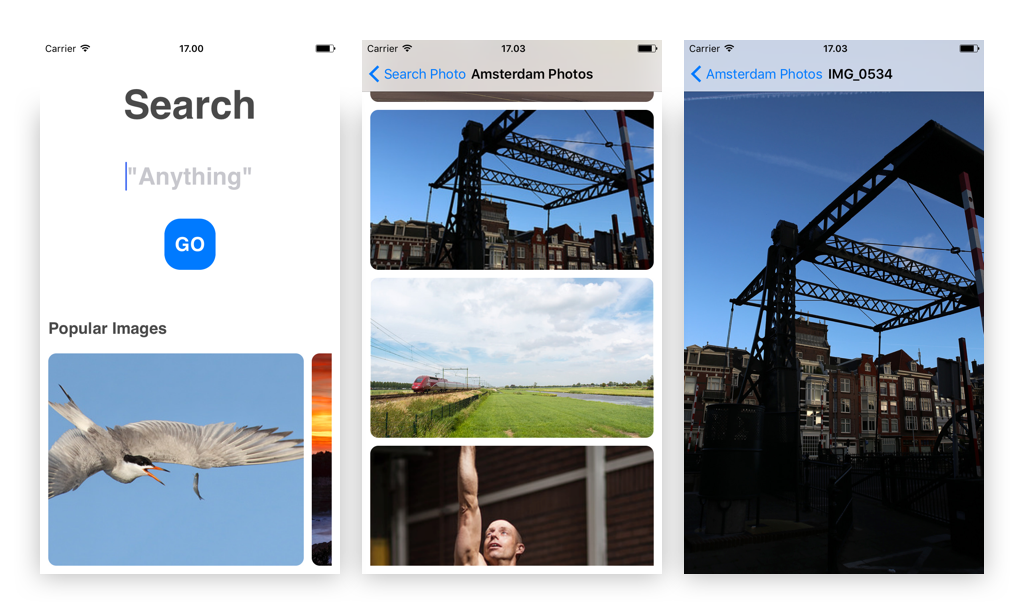 Carrier 17.00
Search
"Anything"
GO
Popular Images
Carrier 17.03
Search Photo Amsterdam Photos
Carrier 17.03
Amsterdam Photos IMG_0534